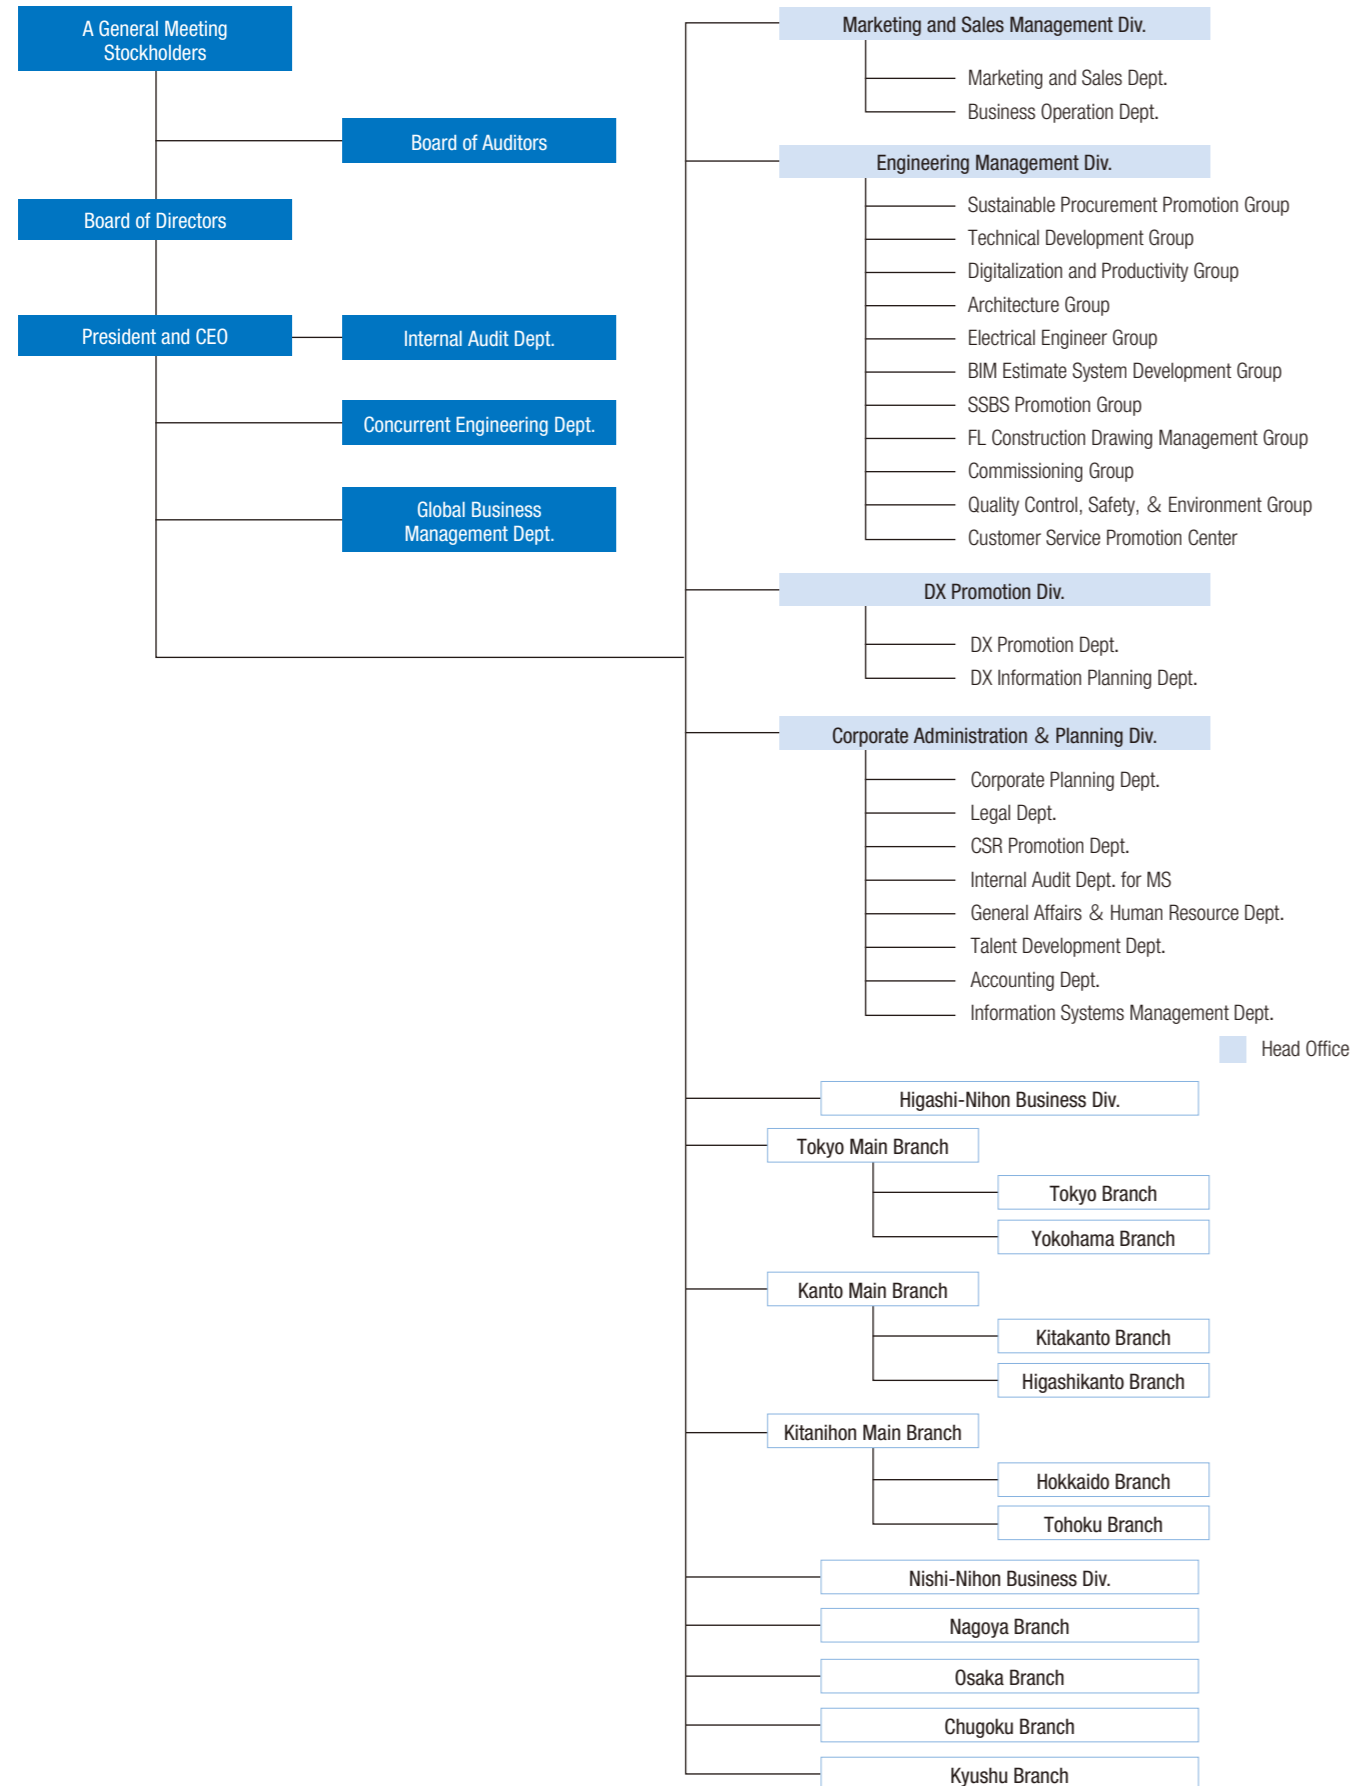 A General Meeting
Stockholders
Board of Auditors
Board of Directors
President and CEO
Internal Audit Dept.
Concurrent Engineering Dept.
Global Business
Management Dept.
Marketing and Sales Management Div.
Marketing and Sales Dept.
Business Operation Dept.
Engineering Management Div.
Sustainable Procurement Promotion Group
Technical Development Group
Digitalization and Productivity Group
Architecture Group
Electrical Engineer Group
BIM Estimate System Development Group
SSBS Promotion Group
FL Construction Drawing Management Group
Commissioning Group
Quality Control, Safety, & Environment Group
Customer Service Promotion Center
DX Promotion Div.
DX Promotion Dept.
DX Information Planning Dept.
Corporate Administration & Planning Div.
Corporate Planning Dept.
Legal Dept.
CSR Promotion Dept.
Internal Audit Dept. for MS
General Affairs & Human Resource Dept.
Talent Development Dept.
Accounting Dept.
Information Systems Management Dept.
Head Office
Higashi-Nihon Business Div.
Tokyo Main Branch
Tokyo Branch
Yokohama Branch
Kanto Main Branch
Kitakanto Branch
Higashikanto Branch
Kitanihon Main Branch
Hokkaido Branch
Tohoku Branch
Nishi-Nihon Business Div.
Nagoya Branch
Osaka Branch
Chugoku Branch
Kyushu Branch